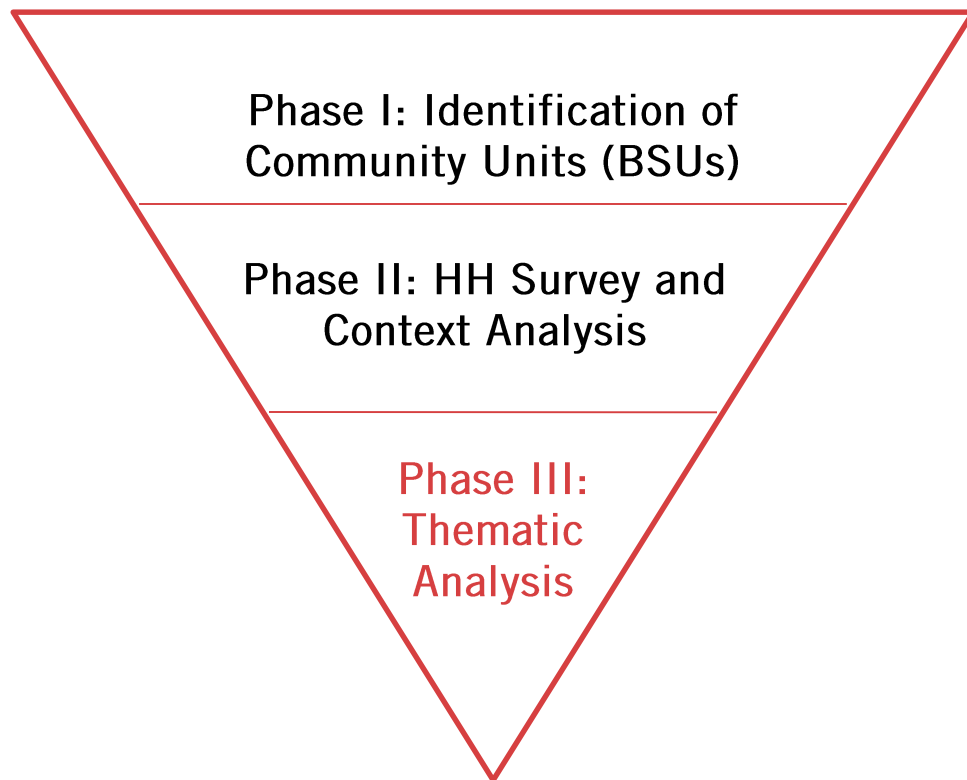 Phase I: Identification of
Community Units (BSUs)
Phase II: HH Survey and
Context Analysis
Phase III:
Thematic
Analysis